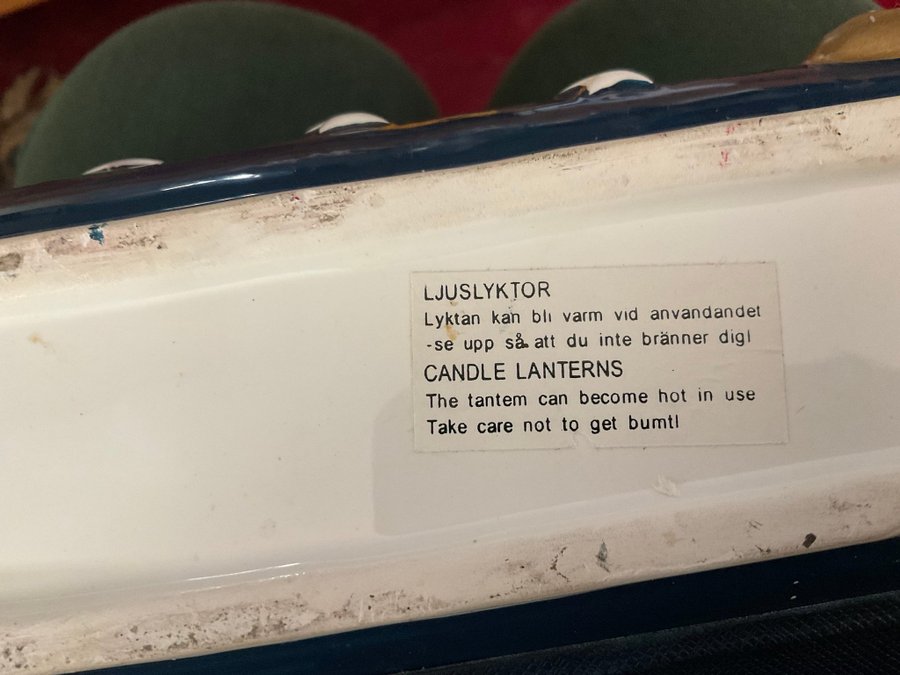 LJUSLYKTOR
Lyktan kan bli varm vid anvandandet
-se upp så att du inte bränner digl
CANDLE LANTERNS
The tantem can become hot in use
Take care not to get bumtl